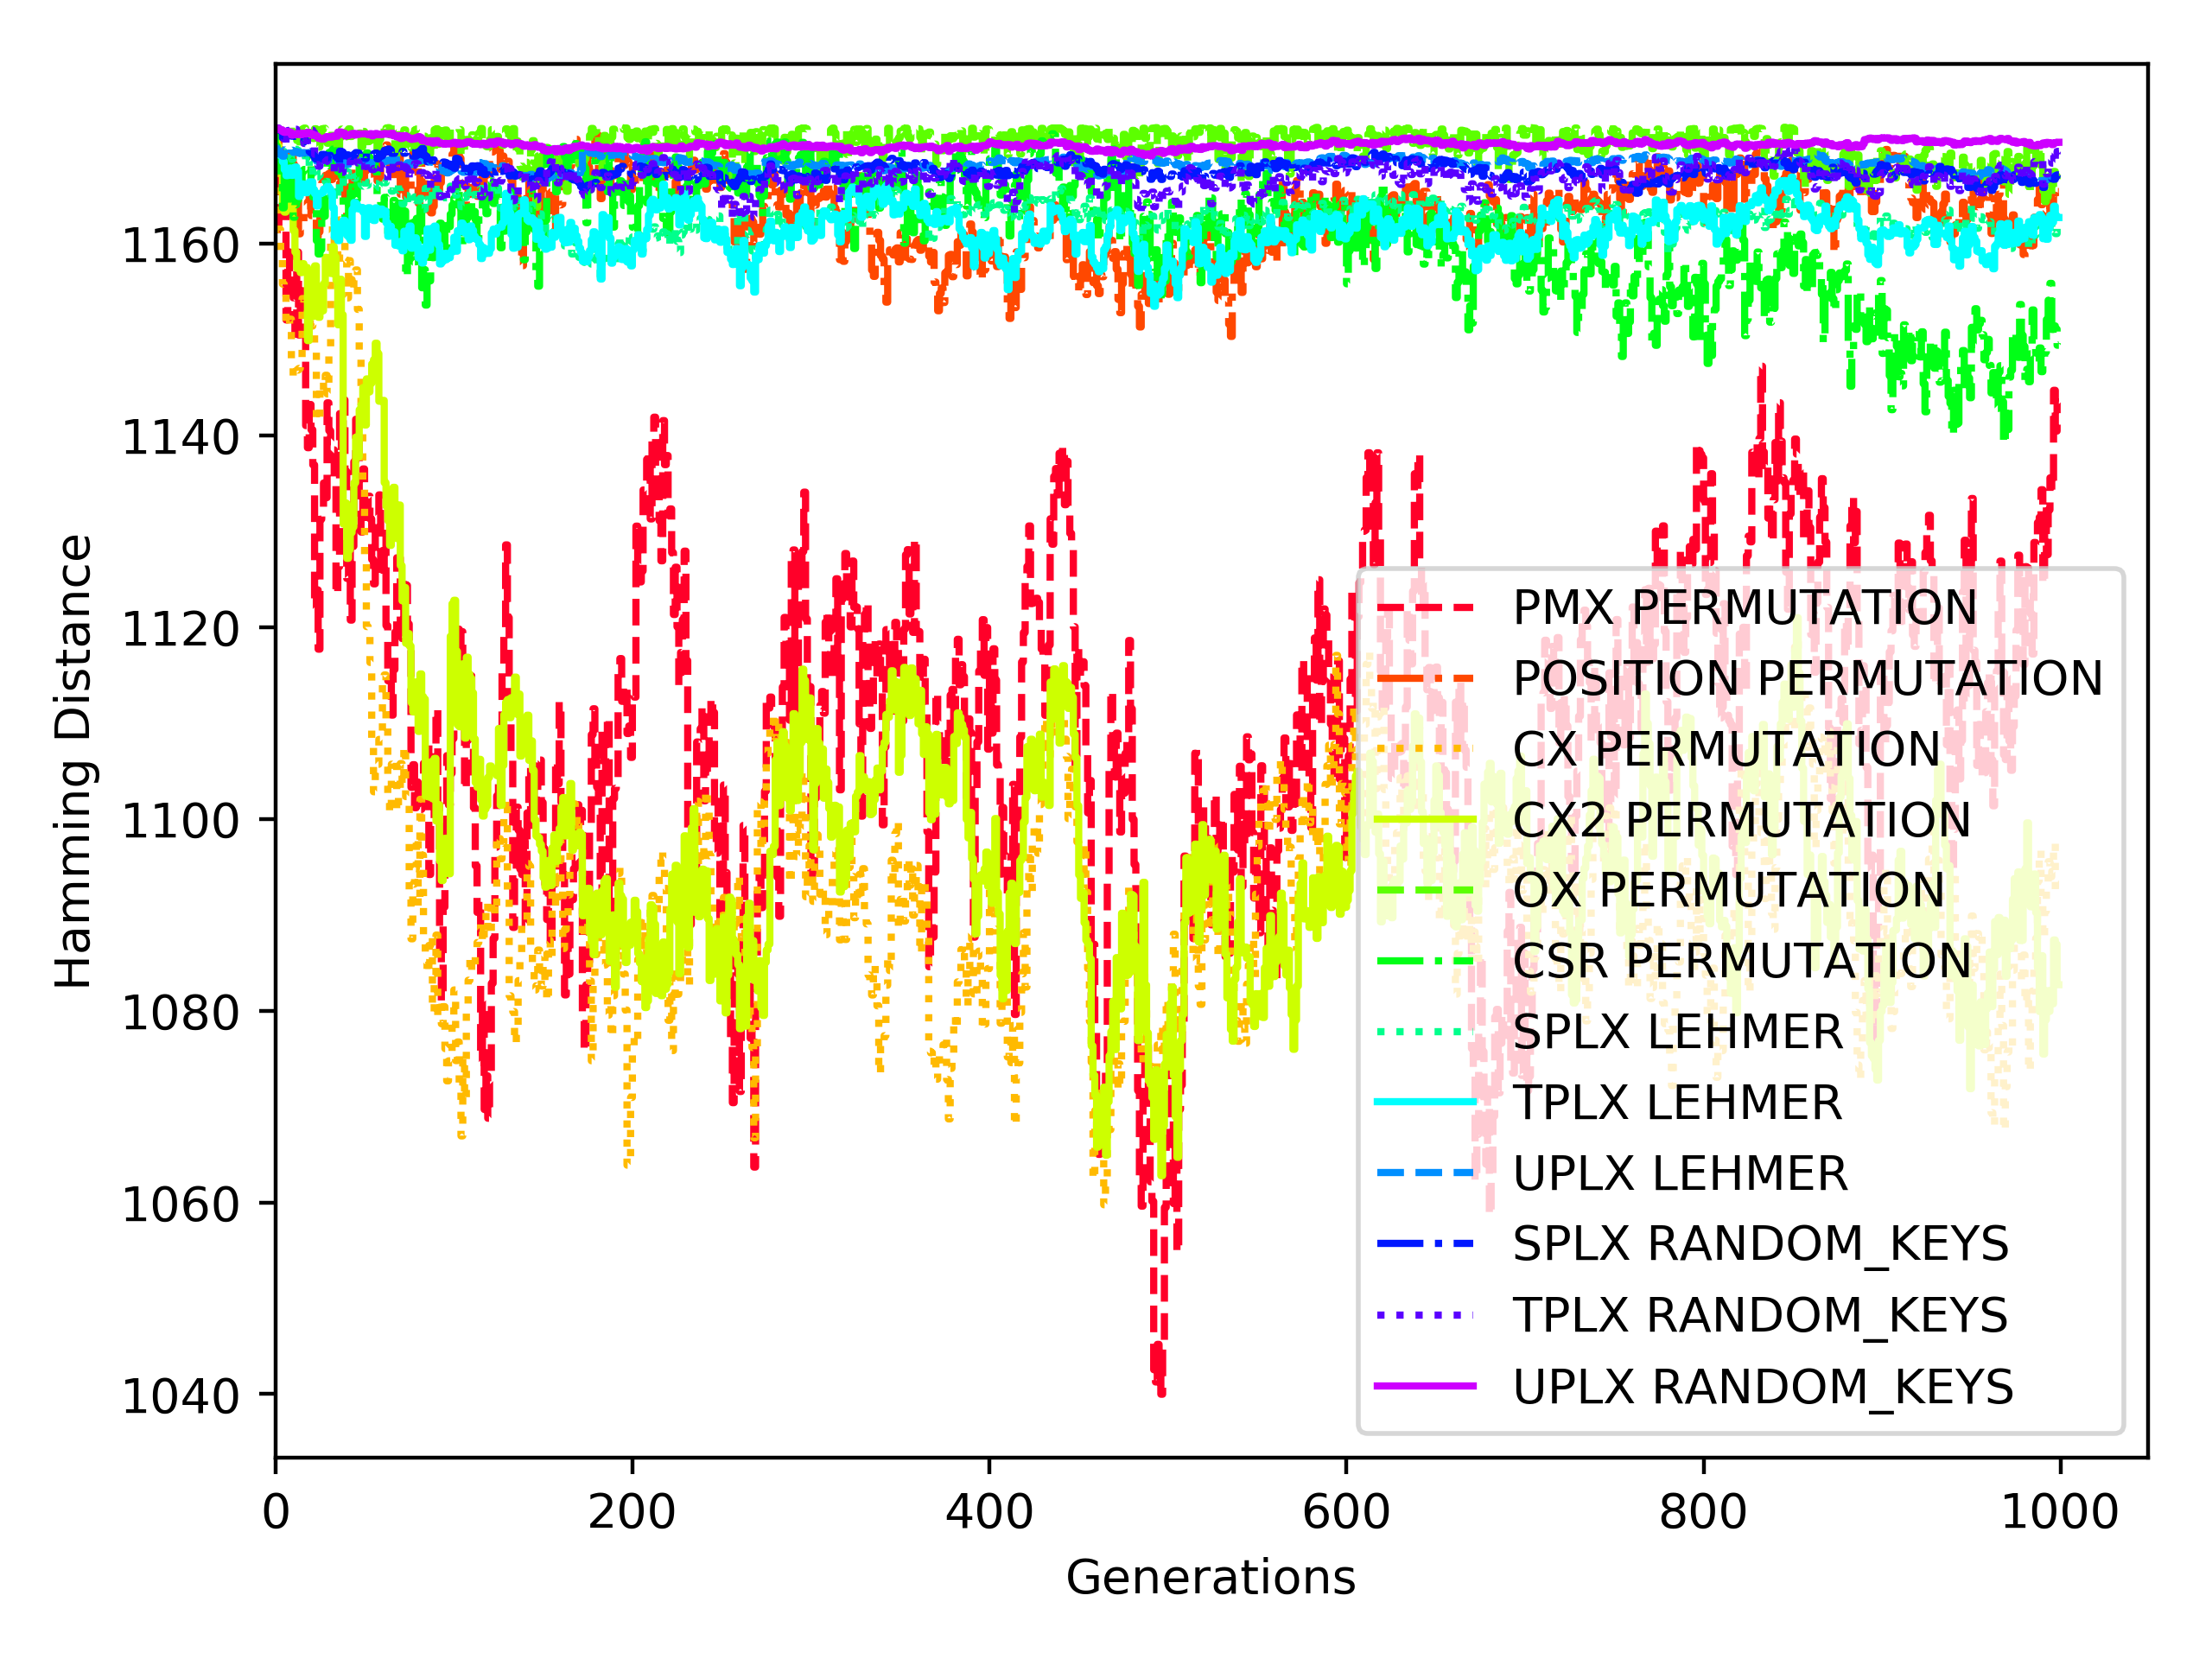 1160
1140
1120
1100
1080
1060
1040
Hamming Distance
PMX PERMUTATION
POSITION PERMUTATION
CX PERMUTATION
CX2 PERMUTATION
OX PERMUTATION
CSR PERMUTATION
SPLX LEHMER
TPLX LEHMER
UPLX LEHMER
SPLX RANDOM_KEYS
TPLX RANDOM_KEYS
UPLX RANDOM_KEYS
0 200 400 600 800 1000
Generations